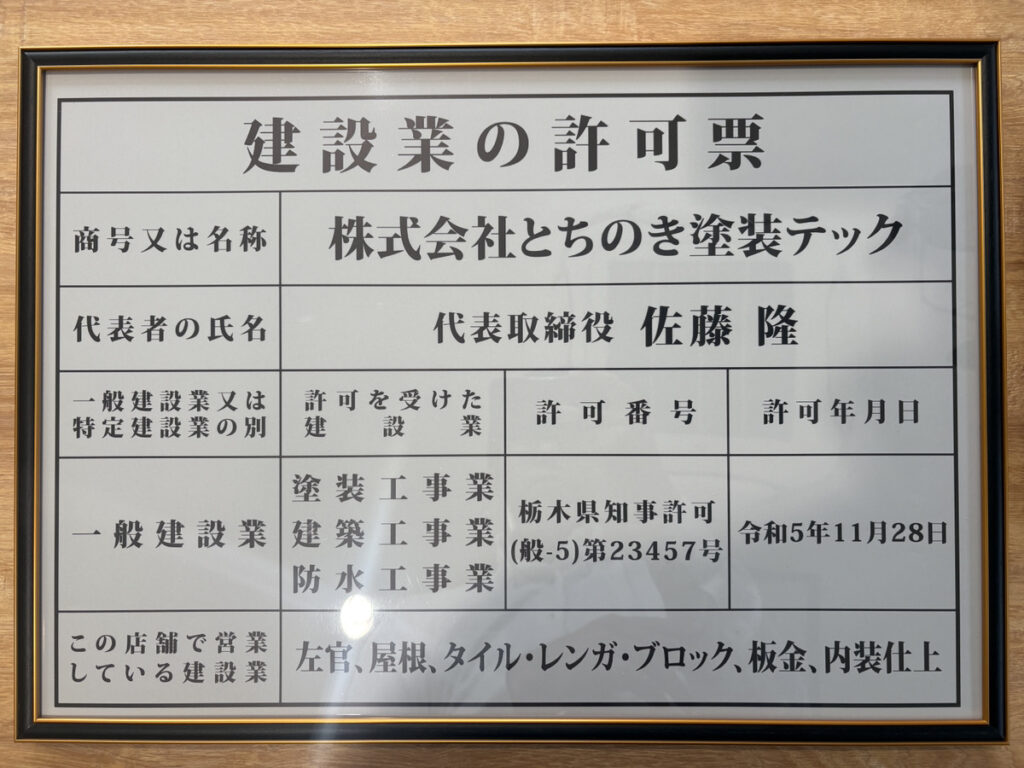 建設業の許可票
商号又は名称
株式会社とちのき塗装テック
代表者の氏名
代表取締役 佐藤 隆
一般建設業又は
特定建設業の別
許可を受けた
建設業
許可番号
許可年月日
一般建設業
塗装工事業
建築工事業
防水工事業
栃木県知事許可
(般-5)第23457号
令和5年11月28日
この店舗で営業
している建設業
左官、屋根、タイル・レンガ・ブロック、板金、内装仕上